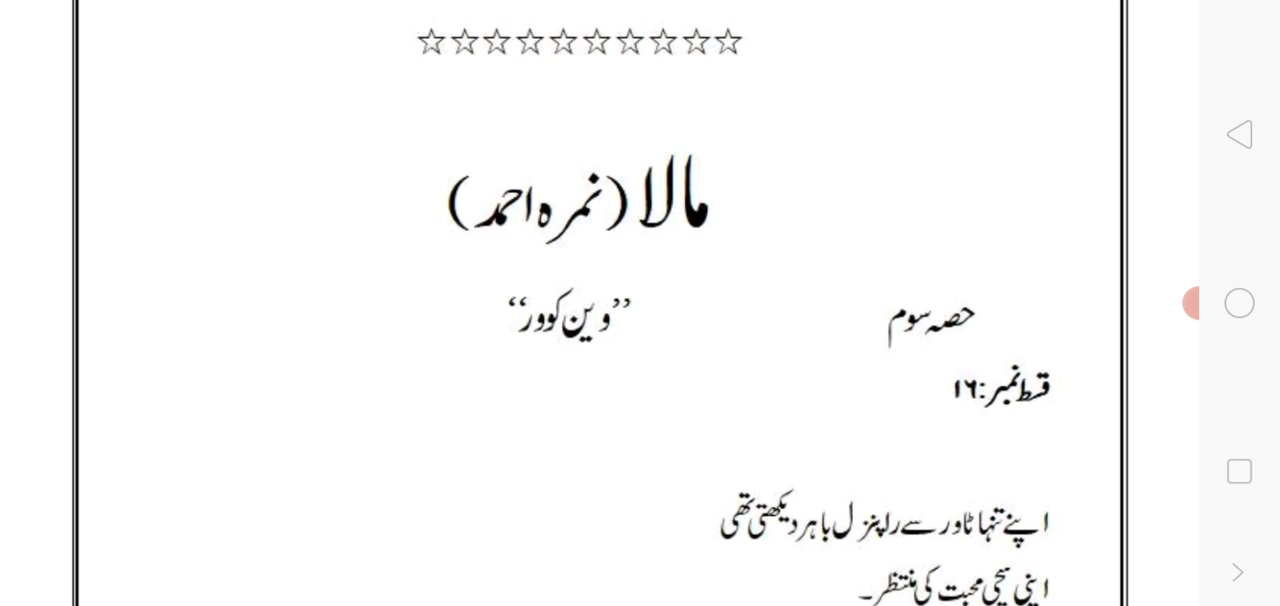 ☆☆☆☆☆☆☆☆☆☆
مالا (نمرہ احمد)
حصہ سوم ”وین کوور“
قسط نمبر: ۱۶
اپنے تنہا ٹاور سے راپنزل باہر دیکھتی تھی
اپنی سچی محبت کی منتظر۔